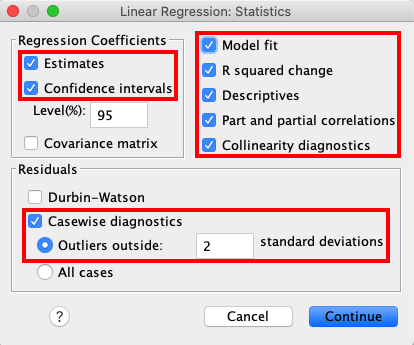 Linear Regression: Statistics
Regression Coefficients
Estimates
Confidence intervals
Level(%): 95
Covariance matrix
Model fit
R squared change
Descriptives
Part and partial correlations
Collinearity diagnostics
Residuals
Durbin-Watson
Casewise diagnostics
Outliers outside: 2 standard deviations
All cases
? Cancel Continue